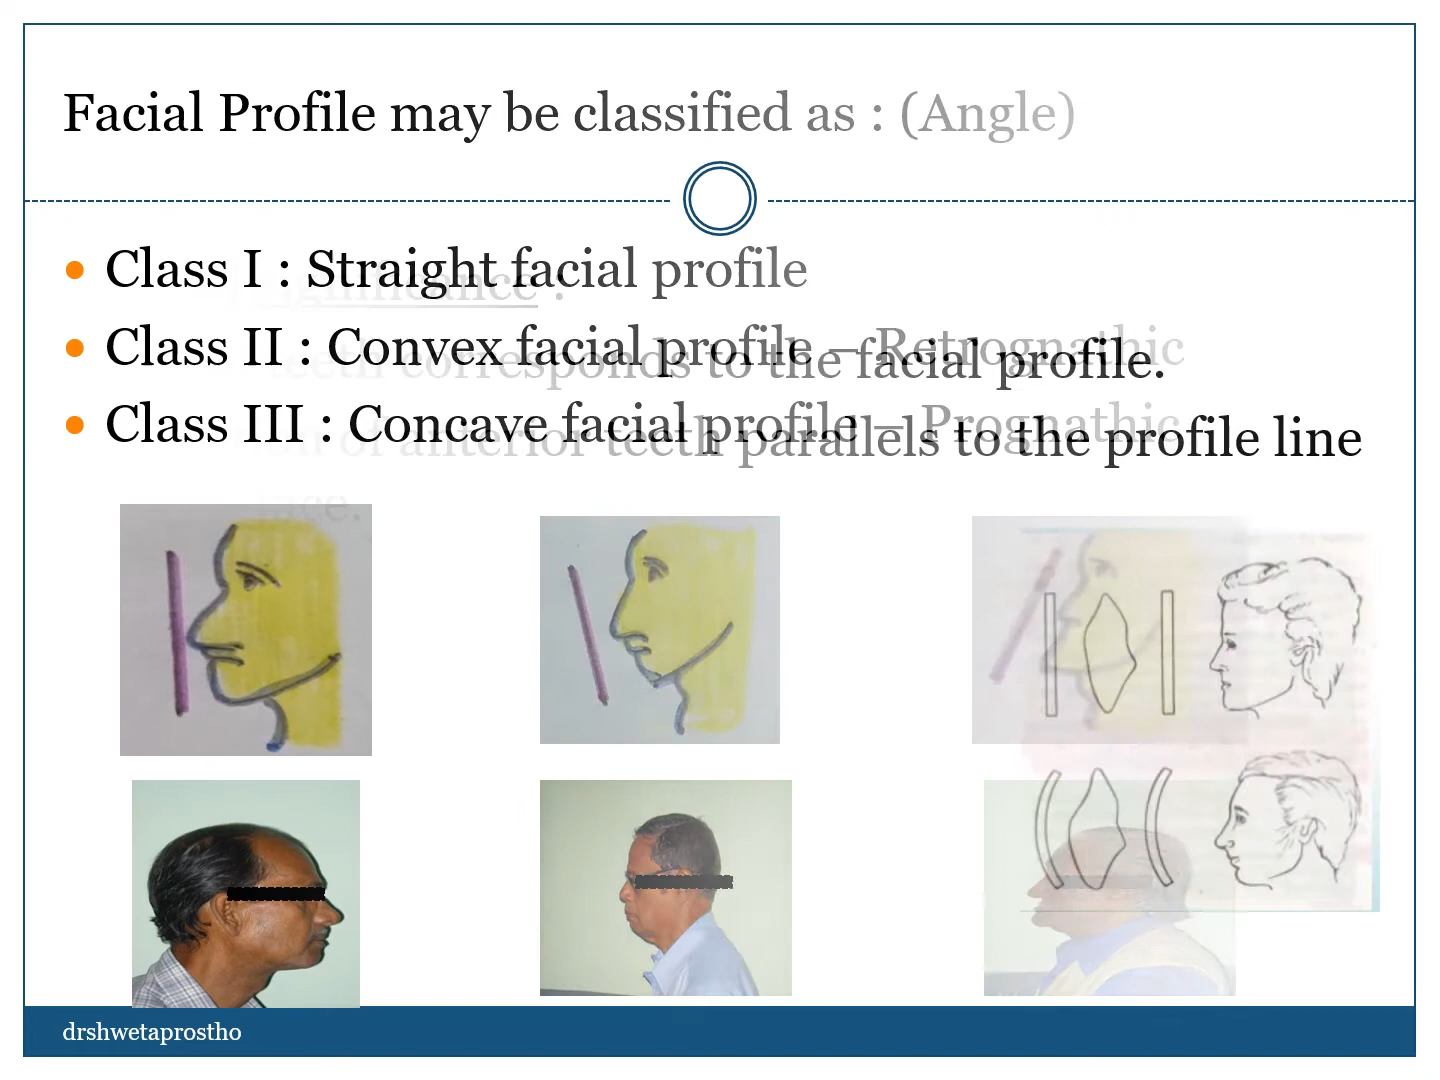 Facial Profile may be classified as : (Angle)
Class I : Straight facial profile
significance :
Class II : Convex facial profile – Retrognathic
teeth corresponds to the facial profile.
Class III : Concave facial profile – Prognathic
of anterior teeth parallels to the profile line
drshwetaprostho